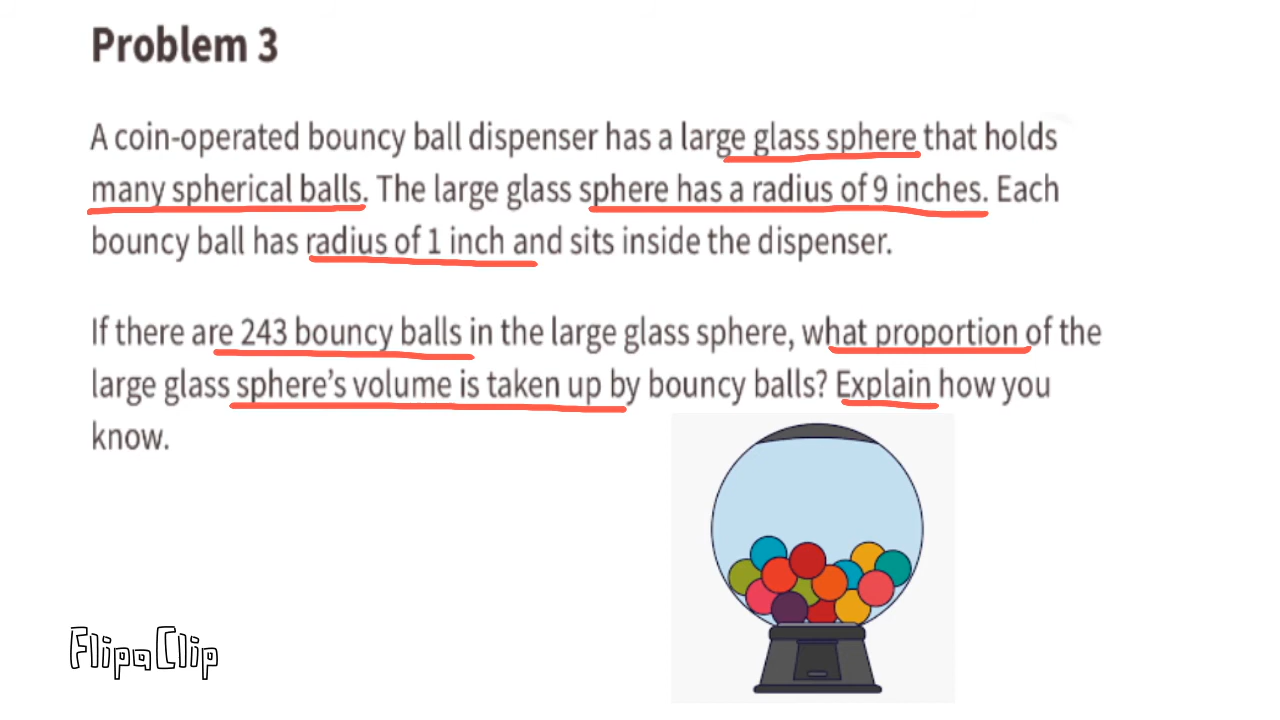 Problem 3
A coin-operated bouncy ball dispenser has a large glass sphere that holds
many spherical balls. The large glass sphere has a radius of 9 inches. Each
bouncy ball has radius of 1 inch and sits inside the dispenser.
If there are 243 bouncy balls in the large glass sphere, what proportion of the
large glass sphere's volume is taken up by bouncy balls? Explain how you
know.
FlipaClip